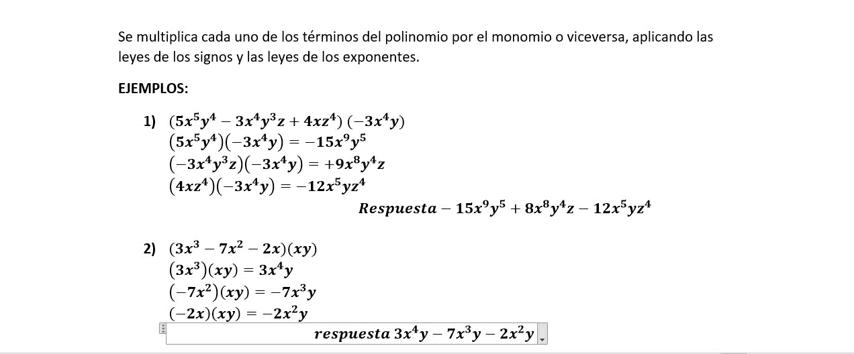 Se multiplica cada uno de los términos del polinomio por el monomio o viceversa, aplicando las
leyes de los signos y las leyes de los exponentes.
EJEMPLOS:
1) (5x⁵y⁴ − 3x⁴y³z + 4xz⁴) (−3x⁴y)
(5x⁵y⁴)(−3x⁴y) = −15x⁹y⁵
(−3x⁴y³z)(−3x⁴y) = +9x⁸y⁴z
(4xz⁴)(−3x⁴y) = −12x⁵yz⁴
Respuesta − 15x⁹y⁵ + 8x⁸y⁴z − 12x⁵yz⁴
2) (3x³ − 7x² − 2x)(xy)
(3x³)(xy) = 3x⁴y
(−7x²)(xy) = −7x³y
(−2x)(xy) = −2x²y
respuesta 3x⁴y − 7x³y − 2x²y